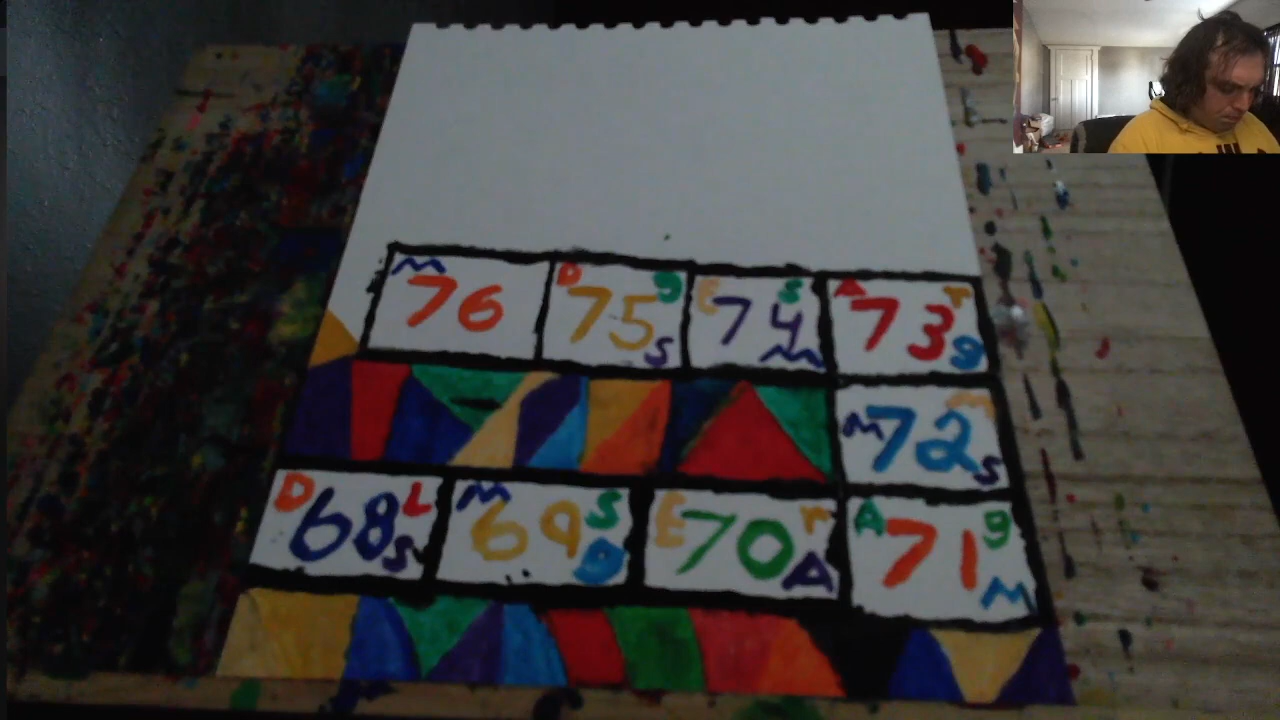 m 76
D 75 g s
E 74 s m
A 73 r g
m 72 m s
D 68 L s
m 69 S g
E 70 r A
A 71 g m